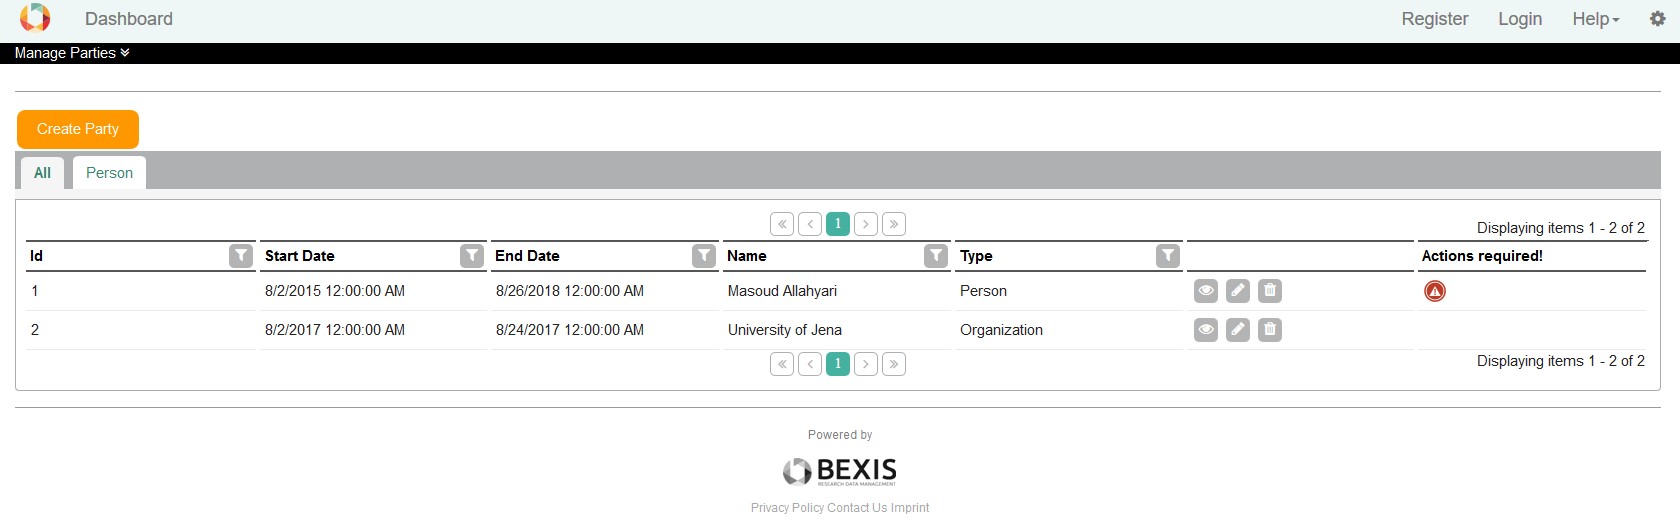 Dashboard Register Login Help
Manage Parties
Create Party
All Person
1
Displaying items 1 - 2 of 2
Id Start Date End Date Name Type Actions required!
1 8/2/2015 12:00:00 AM 8/26/2018 12:00:00 AM Masoud Allahyari Person
2 8/2/2017 12:00:00 AM 8/24/2017 12:00:00 AM University of Jena Organization
1
Displaying items 1 - 2 of 2
Powered by
BEXIS
RESEARCH DATA MANAGEMENT
Privacy Policy Contact Us Imprint